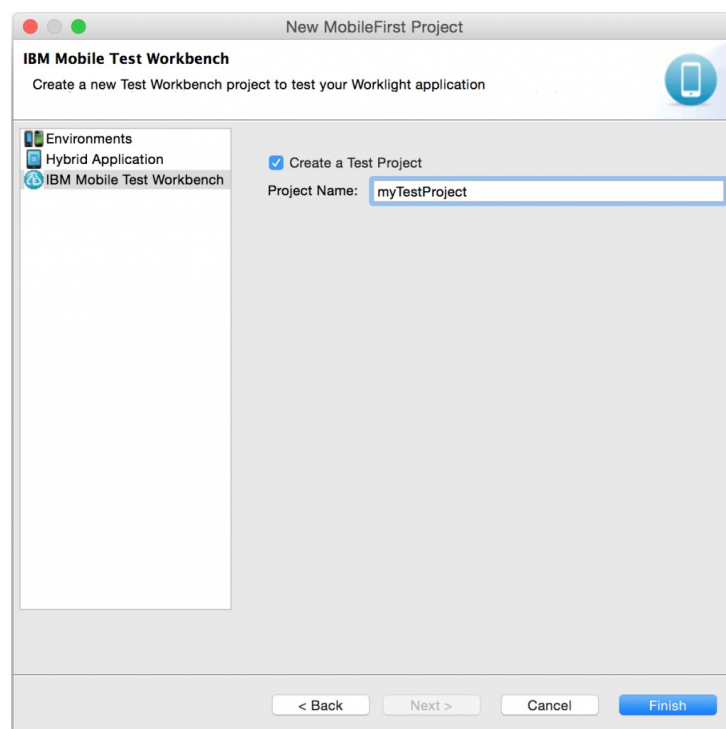 New MobileFirst Project
IBM Mobile Test Workbench
Create a new Test Workbench project to test your Worklight application
Environments
Hybrid Application
IBM Mobile Test Workbench
Create a Test Project
Project Name: myTestProject
< Back Next > Cancel Finish